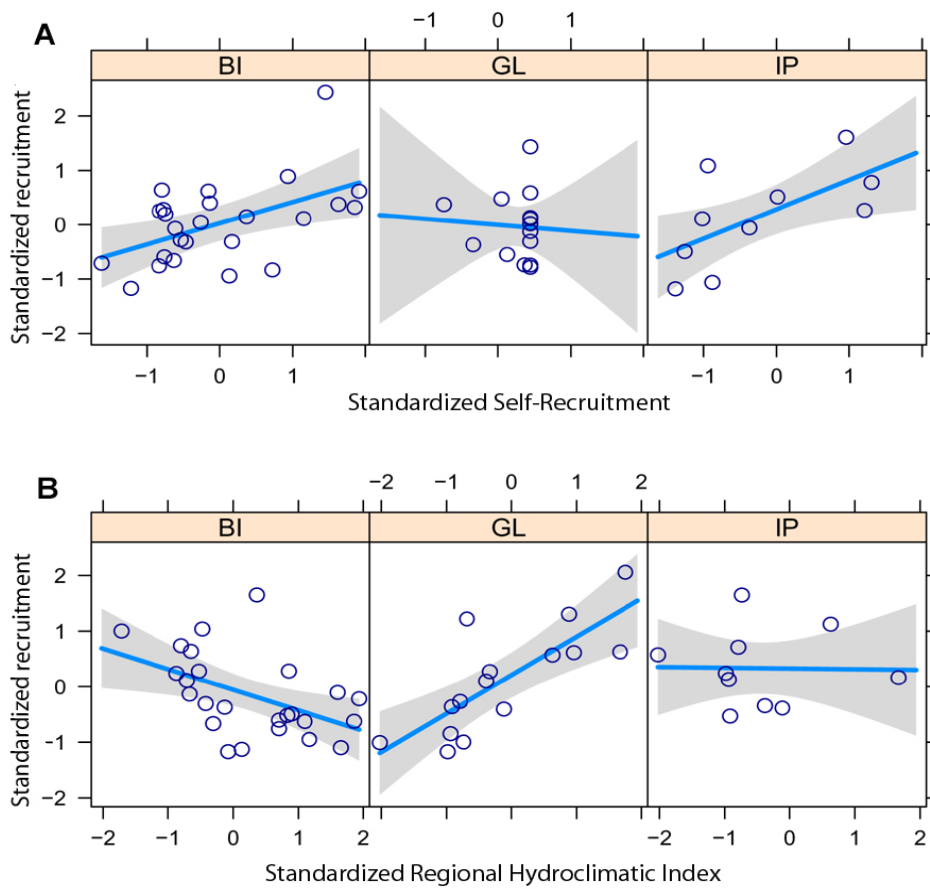 A
−1 0 1
BI GL IP
Standardized recruitment
2
1
0
−1
−2
−1 0 1 −1 0 1
Standardized Self-Recruitment
B
−2 −1 0 1 2
BI GL IP
Standardized recruitment
2
1
0
−1
−2
−2 −1 0 1 2 −2 −1 0 1 2
Standardized Regional Hydroclimatic Index